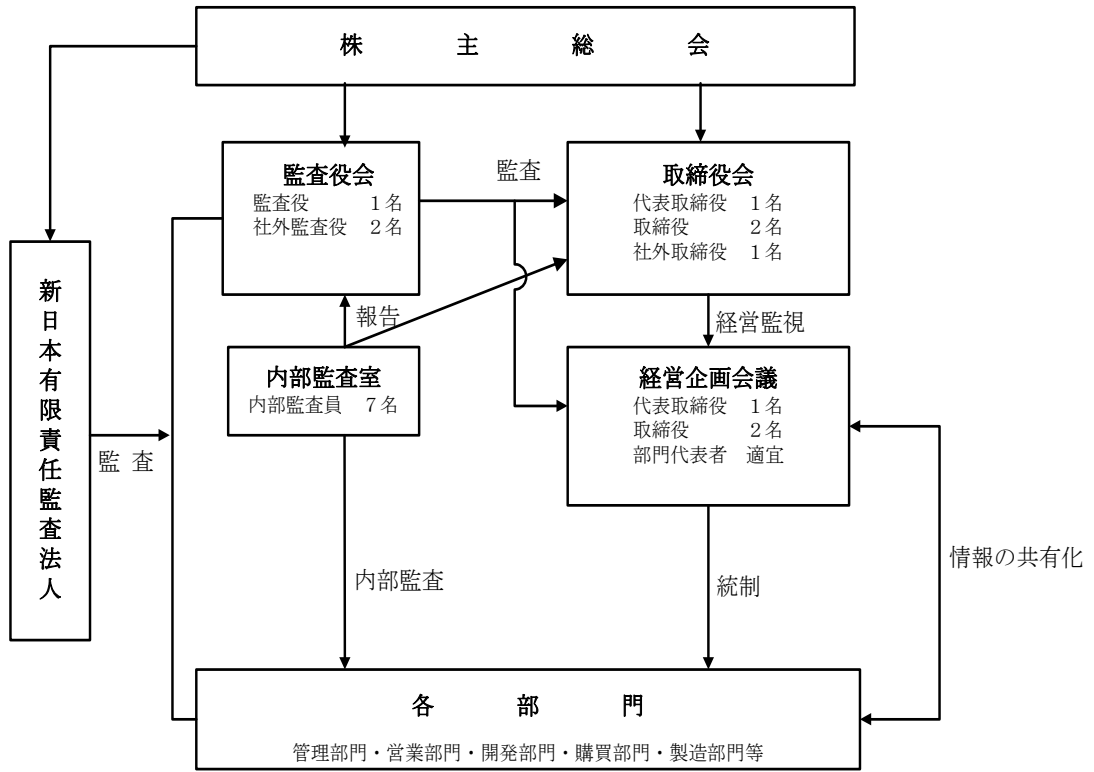 株主総会
監査役会
監査役 1名
社外監査役 2名
監査
取締役会
代表取締役 1名
取締役 2名
社外取締役 1名
新日本有限責任監査法人
報告
経営監視
内部監査室
内部監査員 7名
経営企画会議
代表取締役 1名
取締役 2名
部門代表者 適宜
監査
内部監査
統制
情報の共有化
各部門
管理部門・営業部門・開発部門・購買部門・製造部門等